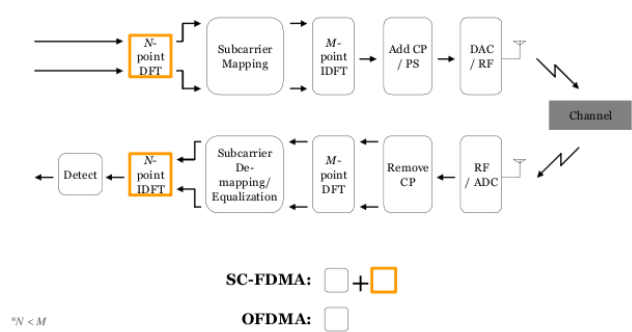 N-
point
DFT
Subcarrier
Mapping
M-
point
IDFT
Add CP
/ PS
DAC
/ RF
Channel
Detect
N-
point
IDFT
Subcarrier
De-
mapping/
Equalization
M-
point
DFT
Remove
CP
RF
/ ADC
SC-FDMA: +
OFDMA:
*N < M